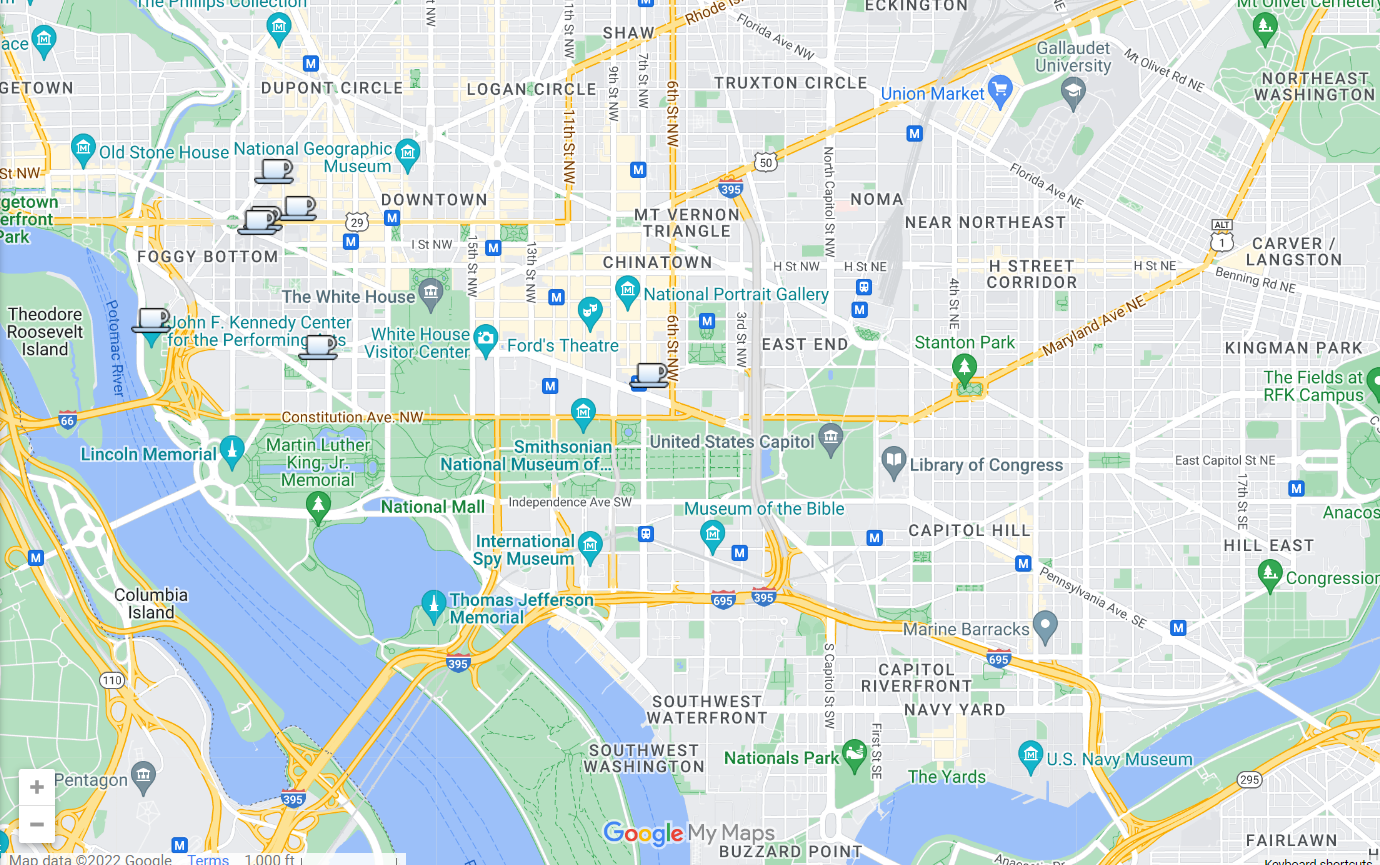 The Phillips Collection
ECKINGTON
Mt Olivet Cemetery
Rhode Is
SHAW
11th St NW
7th St NW
9th St NW
Florida Ave NW
Gallaudet
University
Mt Olivet Rd NE
ace
GETOWN
DUPONT CIRCLE
LOGAN CIRCLE
6th St NW
TRUXTON CIRCLE
Union Market
NORTHEAST
WASHINGTON
M
M
11th St NW
Old Stone House
National Geographic
Museum
50
North Capitol St NW
Florida Ave NE
St NW
M
395
rgetown
erfront
Park
DOWNTOWN
NOMA
29
M
MT VERNON
TRIANGLE
NEAR NORTHEAST
ALT
1
M
I St NW
M
CARVER /
LANGSTON
FOGGY BOTTOM
15th St NW
13th St NW
CHINATOWN
H St NW
H St NE
H STREET
CORRIDOR
H St NE
Benning Rd NE
The White House
M
National Portrait Gallery
M
4th St NE
Potomac River
Theodore
Roosevelt
Island
John F. Kennedy Center
for the Performing
White House
Visitor Center
Ford's Theatre
6th St NW
M
3rd St NW
EAST END
Maryland Ave NE
Stanton Park
KINGMAN PARK
M
The Fields at
RFK Campus
66
Constitution Ave. NW
Lincoln Memorial
Martin Luther
King, Jr.
Memorial
Smithsonian
National Museum of...
United States Capitol
Library of Congress
East Capitol St NE
17th St SE
M
National Mall
Independence Ave SW
Museum of the Bible
Anacos
M
International
Spy Museum
M
M
CAPITOL HILL
M
HILL EAST
Columbia
Island
Thomas Jefferson
Memorial
695
395
Pennsylvania Ave. SE
Congression
Marine Barracks
M
395
695
110
S Capitol St SW
CAPITOL
RIVERFRONT
SOUTHWEST
WATERFRONT
NAVY YARD
SOUTHWEST
WASHINGTON
Nationals Park
First St SE
The Yards
U.S. Navy Museum
Pentagon
395
295
Google My Maps
BUZZARD POINT
FAIRLAWN
M
Map data ©2022 Google
Terms
1,000 ft
Anacostia
Keyboard shortcuts